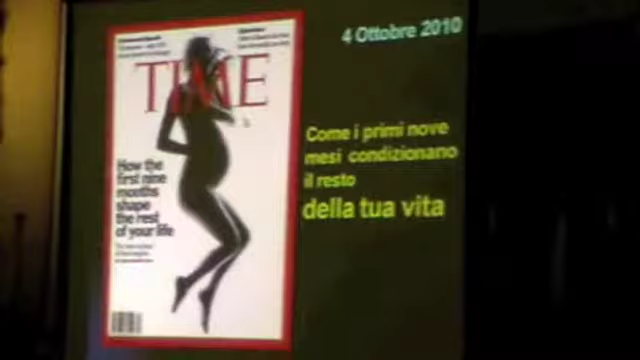 4 Ottobre 2010
TIME
How the
first nine
months
shape
the rest
of your life
Come i primi nove
mesi condizionano
il resto
della tua vita